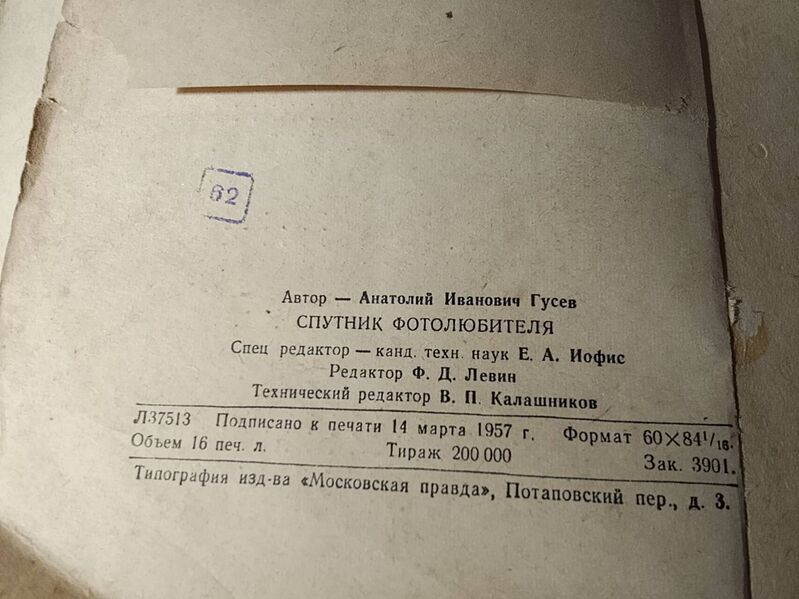 62
Автор — Анатолий Иванович Гусев
СПУТНИК ФОТОЛЮБИТЕЛЯ
Спец редактор — канд. техн. наук Е. А. Иофис
Редактор Ф. Д. Левин
Технический редактор В. П. Калашников
Л37513 Подписано к печати 14 марта 1957 г. Формат 60×84¹/₁₆.
Объем 16 печ. л. Тираж 200 000 Зак. 3901.
Типография изд-ва «Московская правда», Потаповский пер., д. 3.